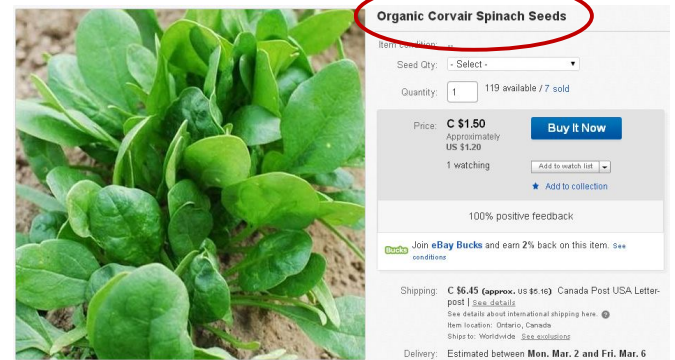 Organic Corvair Spinach Seeds
Item condition: --
Seed Qty: - Select -
Quantity: 1 119 available / 7 sold
Price: C $1.50
Approximately
US $1.20
Buy It Now
1 watching
Add to watch list
Add to collection
100% positive feedback
Bucks Join eBay Bucks and earn 2% back on this item. See
conditions
Shipping: C $6.45 (approx. US $5.16) Canada Post USA Letter-
post | See details
See details about international shipping here.
Item location: Ontario, Canada
Ships to: Worldwide See exclusions
Delivery: Estimated between Mon. Mar. 2 and Fri. Mar. 6